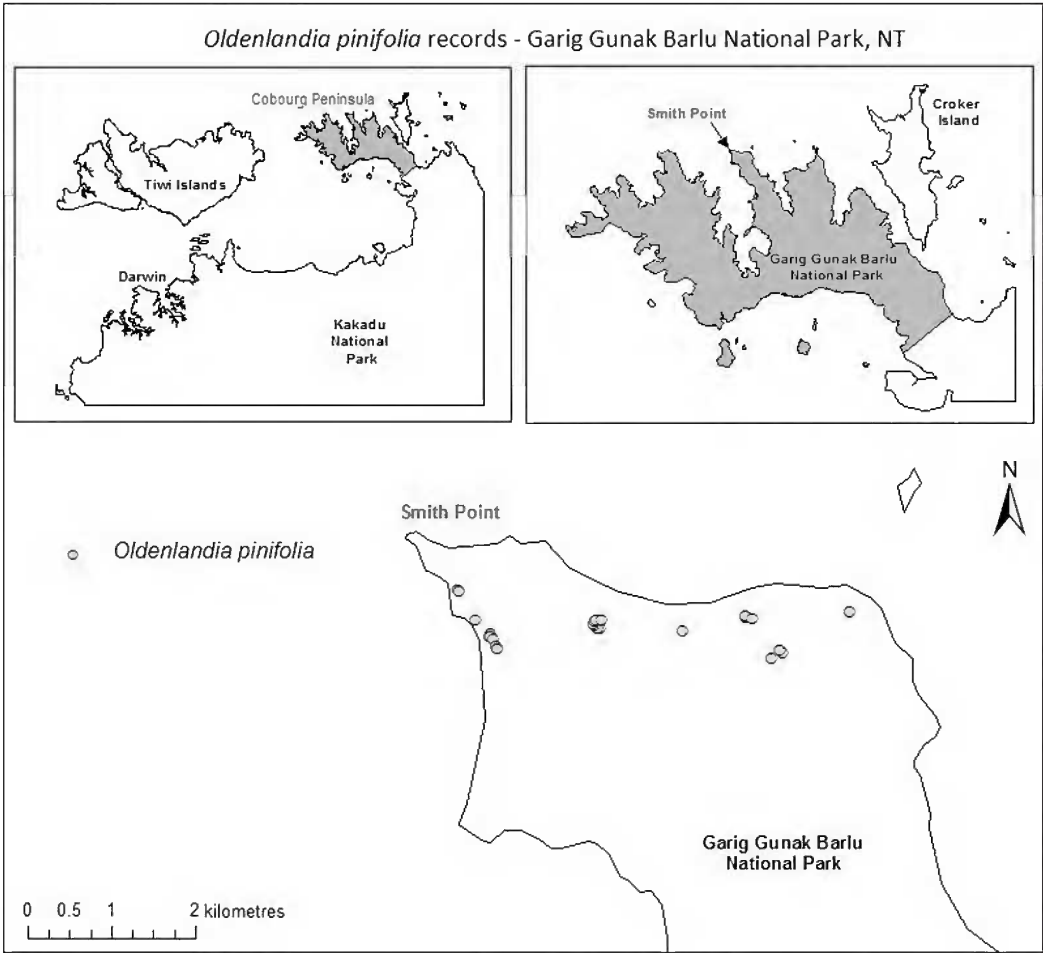 Oldenlandia pinifolia records - Garig Gunak Barlu National Park, NT
Cobourg Peninsula
Tiwi Islands
Darwin
Kakadu
National
Park
Smith Point
Croker
Island
Garig Gunak Barlu
National Park
Smith Point
N
Oldenlandia pinifolia
Garig Gunak Barlu
National Park
0 0.5 1 2 kilometres